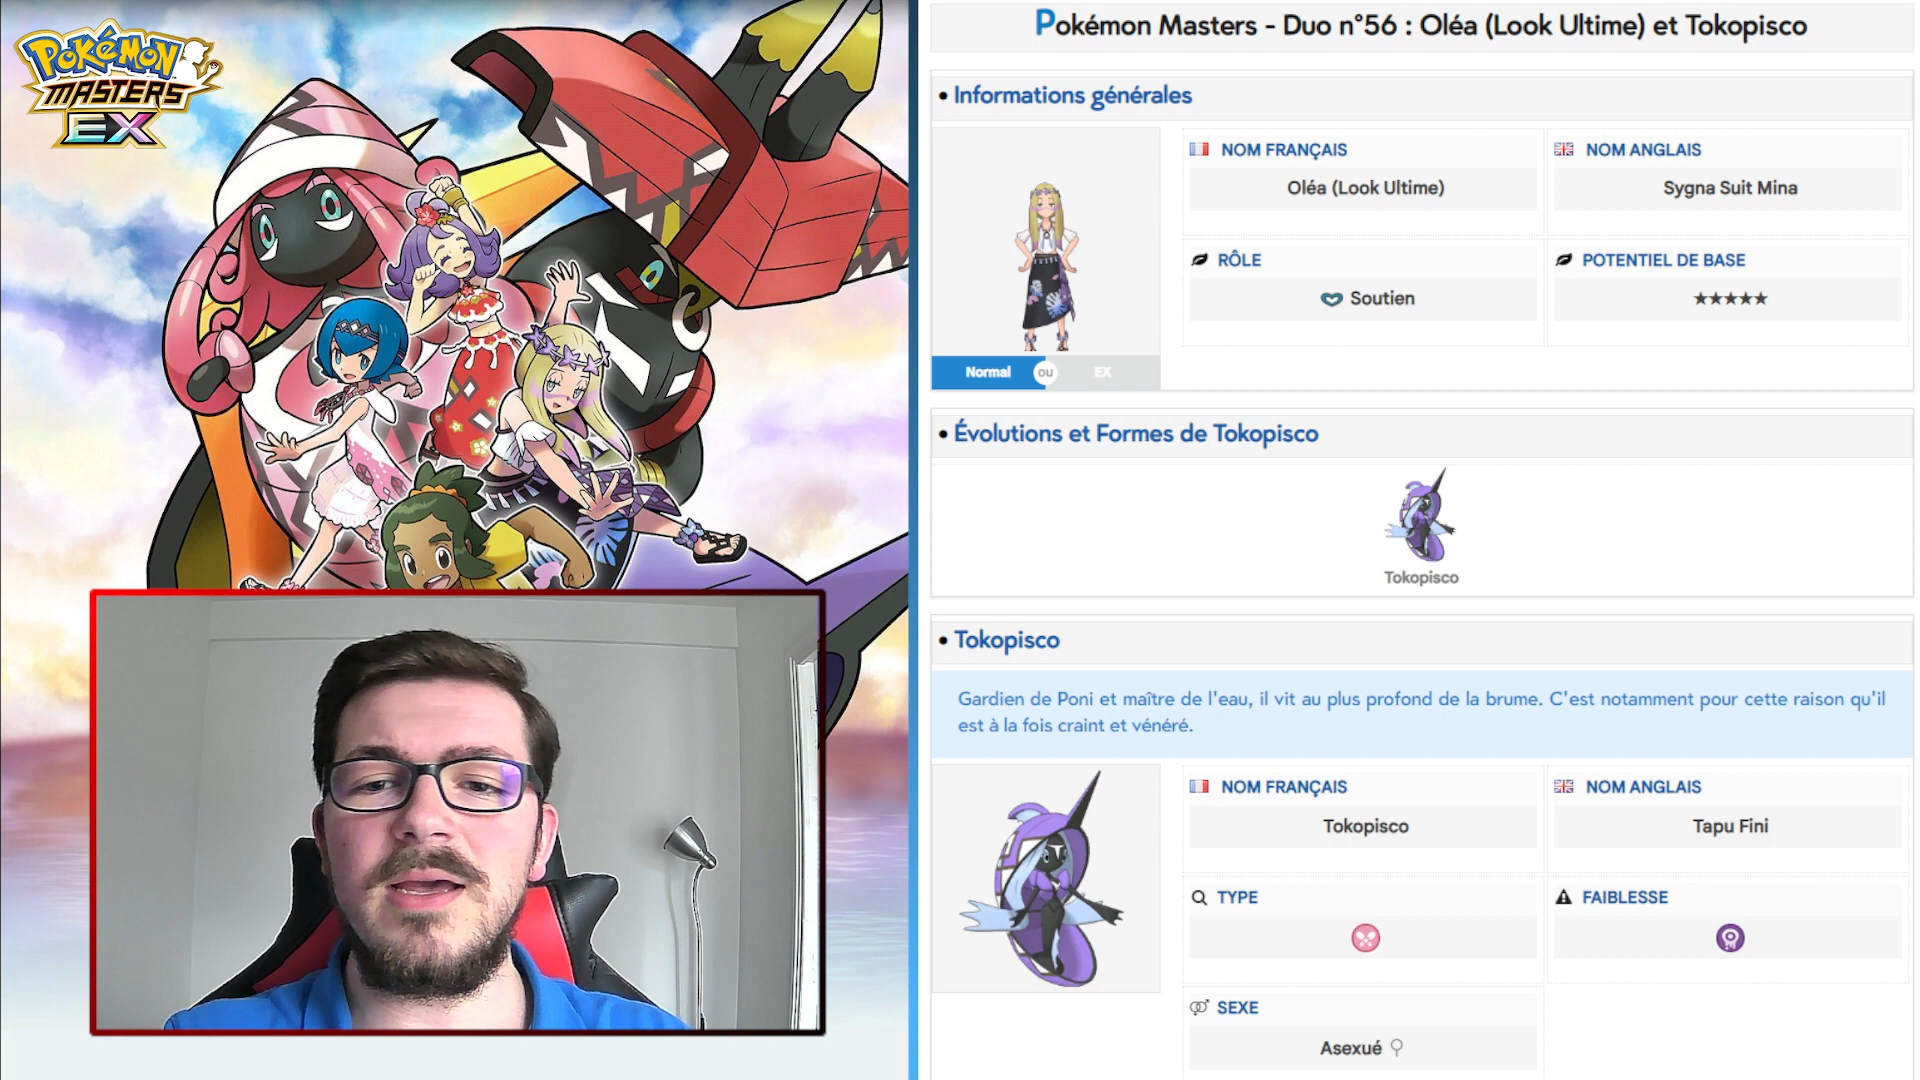 POKéMON
MASTERS
EX
Pokémon Masters - Duo n°56 : Oléa (Look Ultime) et Tokopisco
• Informations générales
NOM FRANÇAIS
Oléa (Look Ultime)
NOM ANGLAIS
Sygna Suit Mina
RÔLE
Soutien
POTENTIEL DE BASE
★★★★★
Normal ou EX
• Évolutions et Formes de Tokopisco
Tokopisco
• Tokopisco
Gardien de Poni et maître de l'eau, il vit au plus profond de la brume. C'est notamment pour cette raison qu'il
est à la fois craint et vénéré.
NOM FRANÇAIS
Tokopisco
NOM ANGLAIS
Tapu Fini
TYPE
FAIBLESSE
SEXE
Asexué